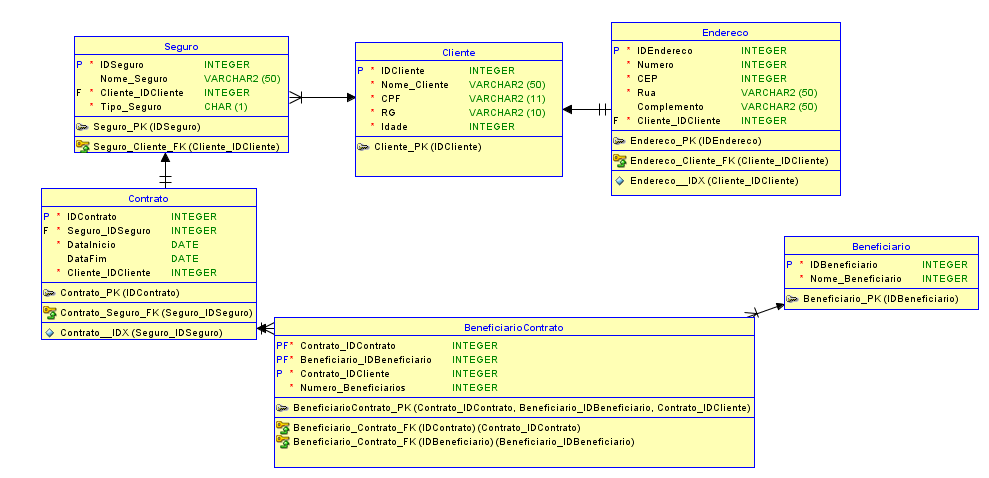 Seguro
P * IDSeguro INTEGER
Nome_Seguro VARCHAR2 (50)
F * Cliente_IDCliente INTEGER
* Tipo_Seguro CHAR (1)
Seguro_PK (IDSeguro)
Seguro_Cliente_FK (Cliente_IDCliente)
Cliente
P * IDCliente INTEGER
* Nome_Cliente VARCHAR2 (50)
* CPF VARCHAR2 (11)
* RG VARCHAR2 (10)
* Idade INTEGER
Cliente_PK (IDCliente)
Endereco
P * IDEndereco INTEGER
* Numero INTEGER
* CEP INTEGER
* Rua VARCHAR2 (50)
Complemento VARCHAR2 (50)
F * Cliente_IDCliente INTEGER
Endereco_PK (IDEndereco)
Endereco_Cliente_FK (Cliente_IDCliente)
Endereco__IDX (Cliente_IDCliente)
Contrato
P * IDContrato INTEGER
F * Seguro_IDSeguro INTEGER
* DataInicio DATE
DataFim DATE
* Cliente_IDCliente INTEGER
Contrato_PK (IDContrato)
Contrato_Seguro_FK (Seguro_IDSeguro)
Contrato__IDX (Seguro_IDSeguro)
Beneficiario
P * IDBeneficiario INTEGER
* Nome_Beneficiario INTEGER
Beneficiario_PK (IDBeneficiario)
BeneficiarioContrato
PF* Contrato_IDContrato INTEGER
PF* Beneficiario_IDBeneficiario INTEGER
P * Contrato_IDCliente INTEGER
* Numero_Beneficiarios INTEGER
BeneficiarioContrato_PK (Contrato_IDContrato, Beneficiario_IDBeneficiario, Contrato_IDCliente)
Beneficiario_Contrato_FK (IDContrato) (Contrato_IDContrato)
Beneficiario_Contrato_FK (IDBeneficiario) (Beneficiario_IDBeneficiario)